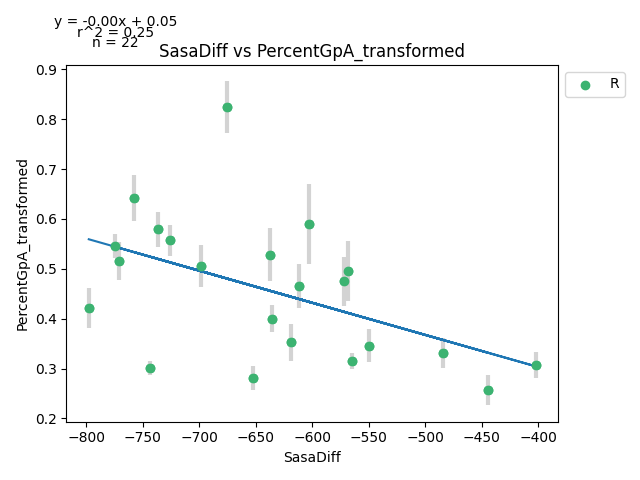 y = -0.00x + 0.05
r^2 = 0.25
n = 22
SasaDiff vs PercentGpA_transformed
R
PercentGpA_transformed
0.9
0.8
0.7
0.6
0.5
0.4
0.3
0.2
−800 −750 −700 −650 −600 −550 −500 −450 −400
SasaDiff